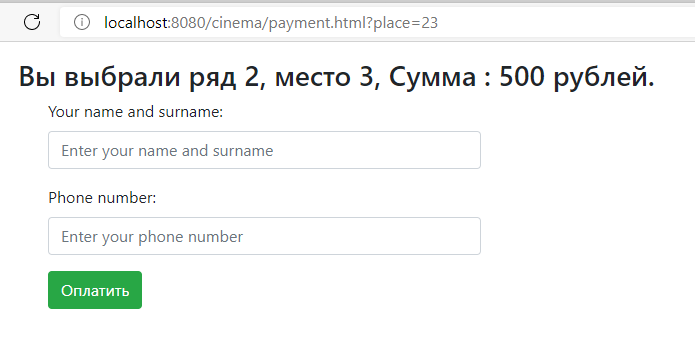 localhost:8080/cinema/payment.html?place=23
Вы выбрали ряд 2, место 3, Сумма : 500 рублей.
Your name and surname:
Enter your name and surname
Phone number:
Enter your phone number
Оплатить